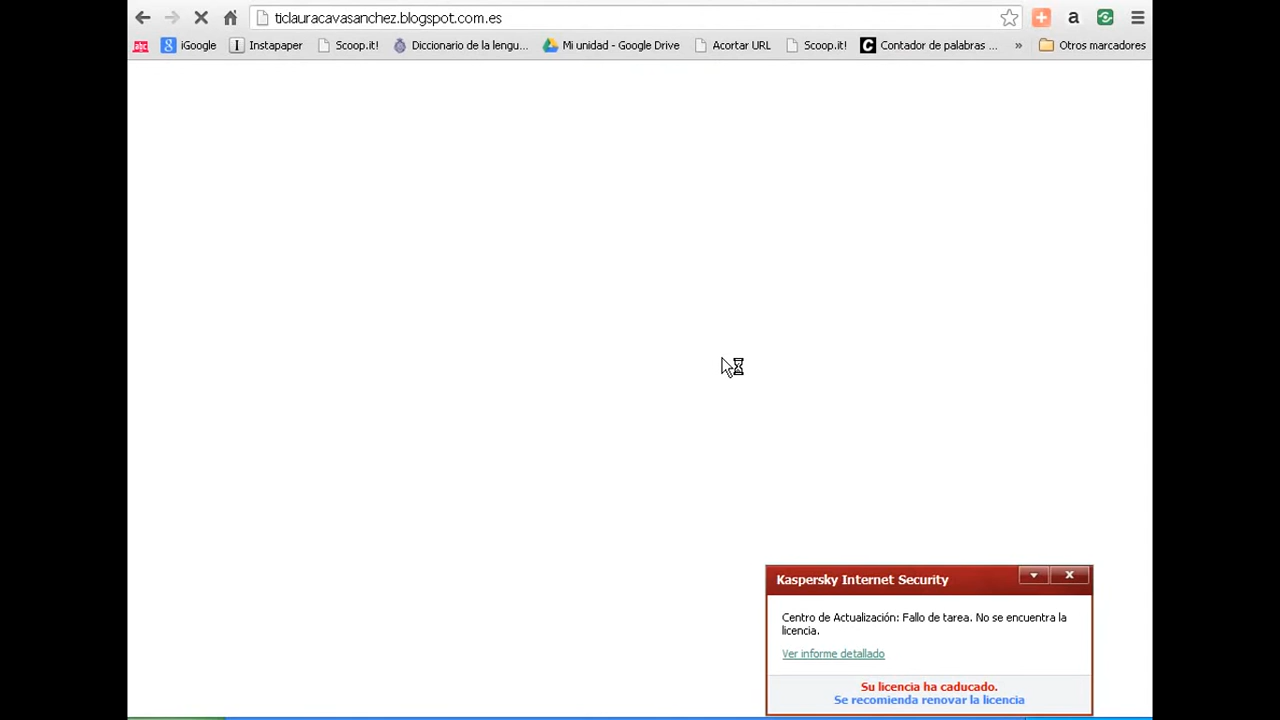 ticlauracavasanchez.blogspot.com.es
a
abc
iGoogle
Instapaper
Scoop.it!
Diccionario de la lengu...
Mi unidad - Google Drive
Acortar URL
Scoop.it!
Contador de palabras ...
»
Otros marcadores
Kaspersky Internet Security
Centro de Actualización: Fallo de tarea. No se encuentra la
licencia.
Ver informe detallado
Su licencia ha caducado.
Se recomienda renovar la licencia